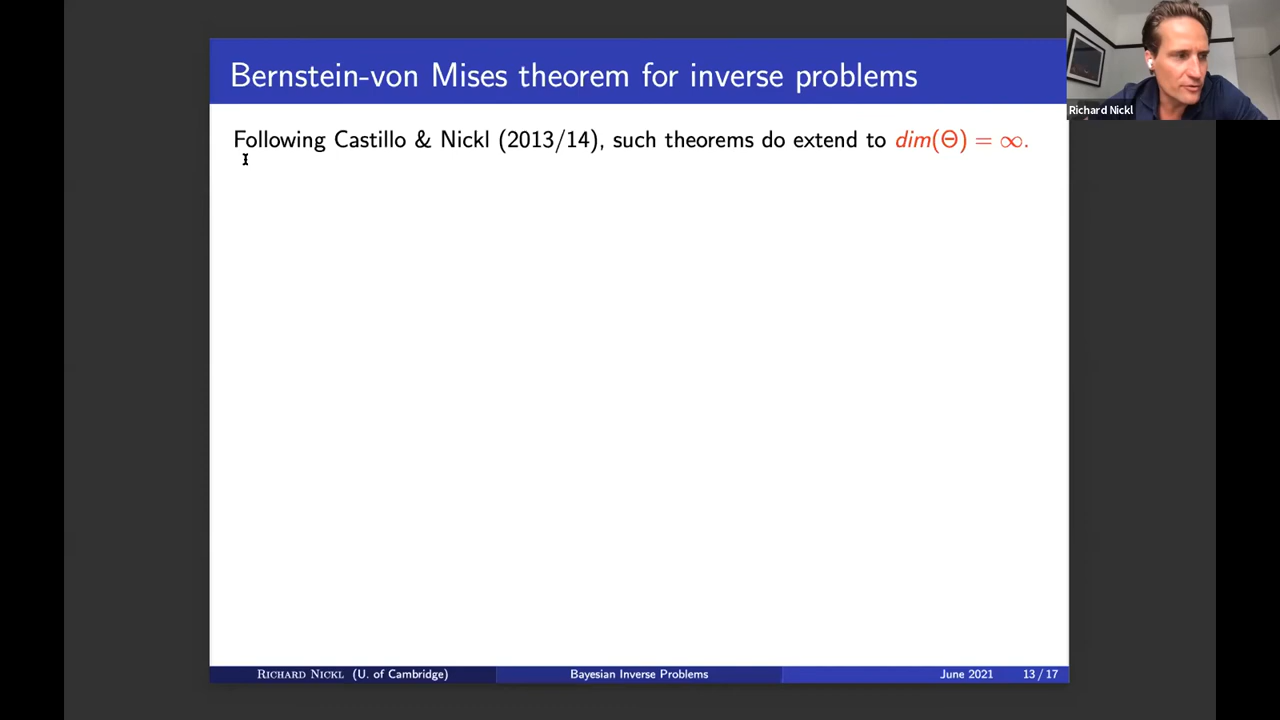 Bernstein-von Mises theorem for inverse problems
Richard Nickl
Following Castillo & Nickl (2013/14), such theorems do extend to dim(Θ) = ∞.
Richard Nickl (U. of Cambridge)
Bayesian Inverse Problems
June 2021
13 / 17